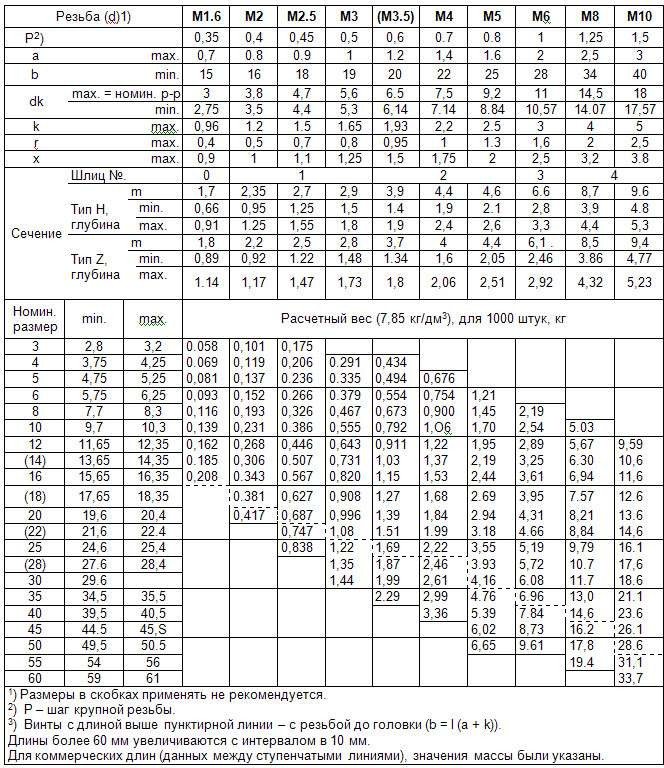 Резьба (d)1) M1.6 M2 M2.5 M3 (M3.5) M4 M5 M6 M8 M10
P2) 0,35 0,4 0,45 0,5 0,6 0.7 0.8 1 1,25 1,5
a max. 0,7 0.8 0.9 1 1.2 1.4 1.6 2 2,5 3
b min. 15 16 18 19 20 22 25 28 34 40
dk max. = номин. р-р 3 3,8 4,7 5,6 6.5 7,5 9,2 11 14,5 18
min. 2,75 3,5 4,4 5,3 6,14 7.14 8.84 10,57 14.07 17,57
k max. 0,96 1.2 1.5 1.65 1,93 2,2 2.5 3 4 5
r max. 0,4 0,5 0,7 0,8 0,95 1 1.3 1,6 2 2,5
x max. 0,9 1 1,1 1,25 1,5 1,75 2 2,5 3.2 3.8
Сечение Шлиц №. 0 1 2 3 4
m 1,7 2,35 2,7 2,9 3,9 4,4 4,6 6.6 8,7 9.6
Тип H, глубина min. 0,66 0,95 1,25 1,5 1.4 1,9 2.1 2,8 3,9 4.8
max. 0,91 1.25 1,55 1,8 1,9 2,4 2,6 3,3 4,4 5,3
m 1,8 2,2 2,5 2,8 3,7 4 4,4 6,1 . 8,5 9,4
Тип Z, глубина min. 0,89 0,92 1.22 1,48 1.34 1,6 2,05 2,46 3.86 4,77
max. 1.14 1,17 1,47 1,73 1,8 2,06 2,51 2,92 4,32 5,23
Номин. размер min. max. Расчетный вес (7,85 кг/дм3), для 1000 штук, кг
3 2,8 3,2 0.058 0,101 0,175
4 3,75 4,25 0.069 0,119 0,206 0.291 0,434
5 4,75 5,25 0,081 0,137 0,236 0.335 0,494 0,676
6 5,75 6,25 0,093 0,152 0.266 0.379 0,554 0,754 1,21
8 7,7 8,3 0,116 0,193 0,326 0,467 0,673 0,900 1,45 2,19
10 9,7 10,3 0,139 0,231 0,386 0,555 0,792 1,O6 1,70 2,54 5.03
12 11,65 12,35 0,162 0,268 0,446 0,643 0,911 1,22 1,95 2,89 5,67 9,59
(14) 13,65 14,35 0.185 0,306 0,507 0,731 1,03 1,37 2,19 3,25 6.30 10,6
16 15,65 16,35 0,208 0.343 0,567 0,820 1,15 1,53 2,44 3,61 6,94 11,6
(18) 17,65 18,35 0.381 0,627 0,908 1,27 1,68 2.69 3,95 7.57 12.6
20 19,6 20,4 0,417 0,687 0,996 1,39 1,84 2.94 4,31 8,21 13.6
(22) 21,6 22.4 0,747 1,08 1.51 1.99 3.18 4.66 8,84 14,6
25 24,6 25,4 0,838 1,22 1,69 2,22 3,55 5,19 9,79 16.1
(28) 27.6 28,4 1,35 1,87 2,46 3.93 5,72 10.7 17,6
30 29.6 1,44 1,99 2,61 4,16 6.08 11.7 18.6
35 34,5 35,5 2.29 2,99 4.76 6.96 13,0 21.1
40 39,5 40,5 3,36 5.39 7.84 14,6 23.6
45 44.5 45,S 6,02 8,73 16.2 26.1
50 49,5 50.5 6,65 9.61 17,8 28.6
55 54 56 19.4 31,1
60 59 61 33,7
1) Размеры в скобках применять не рекомендуется.
2) P – шаг крупной резьбы.
3) Винты с длиной выше пунктирной линии – с резьбой до головки (b = l (a + k)).
Длины более 60 мм увеличиваются с интервалом в 10 мм.
Для коммерческих длин (данных между ступенчатыми линиями), значения массы были указаны.